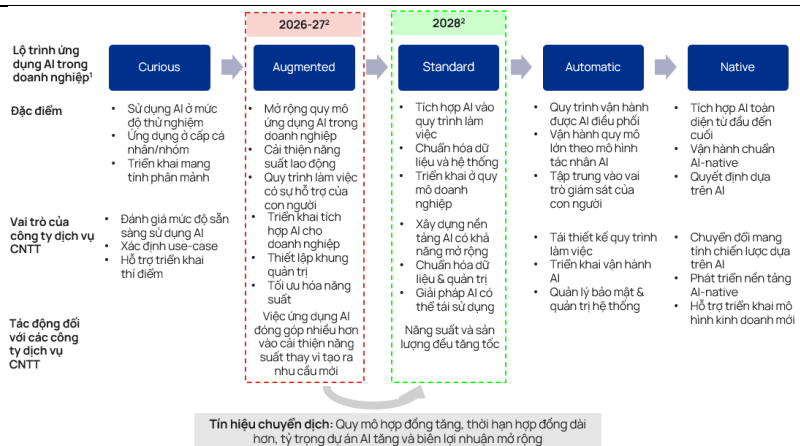 2026-27²
2028²
Lộ trình ứng
dụng AI trong
doanh nghiệp¹
Curious
Augmented
Standard
Automatic
Native
Đặc điểm
• Sử dụng AI ở mức
độ thử nghiệm
• Ứng dụng ở cấp cá
nhân/nhóm
• Triển khai mang
tính phân mảnh
• Mở rộng quy mô
ứng dụng AI trong
doanh nghiệp
• Cải thiện năng
suất lao động
• Quy trình làm việc
có sự hỗ trợ của
con người
• Tích hợp AI vào
quy trình làm
việc
• Chuẩn hóa dữ
liệu và hệ thống
• Triển khai ở quy
mô doanh
nghiệp
• Quy trình vận hành
được AI điều phối
• Vận hành quy mô
lớn theo mô hình
tác nhân AI
• Tập trung vào vai
trò giám sát của
con người
• Tích hợp AI toàn
diện từ đầu đến
cuối
• Vận hành chuẩn
AI-native
• Quyết định dựa
trên AI
Vai trò của
công ty dịch vụ
CNTT
• Đánh giá mức độ sẵn
sàng sử dụng AI
• Xác định use-case
• Hỗ trợ triển khai
thí điểm
• Triển khai tích
hợp AI cho
doanh nghiệp
• Thiết lập khung
quản trị
• Tối ưu hóa năng
suất
• Xây dựng nền
tảng AI có khả
năng mở rộng
• Chuẩn hóa dữ
liệu & quản trị
• Giải pháp AI có
thể tái sử dụng
• Tái thiết kế quy trình
làm việc
• Triển khai vận hành
AI
• Quản lý bảo mật &
quản trị hệ thống
• Chuyển đổi mang
tính chiến lược dựa
trên AI
• Phát triển nền tảng
AI-native
• Hỗ trợ triển khai mô
hình kinh doanh mới
Tác động đối
với các công
ty dịch vụ
CNTT
Việc ứng dụng AI
đóng góp nhiều hơn
vào cải thiện năng
suất thay vì tạo ra
nhu cầu mới
Năng suất và sản
lượng đều tăng tốc
Tín hiệu chuyển dịch: Quy mô hợp đồng tăng, thời hạn hợp đồng dài
hơn, tỷ trọng dự án AI tăng và biên lợi nhuận mở rộng